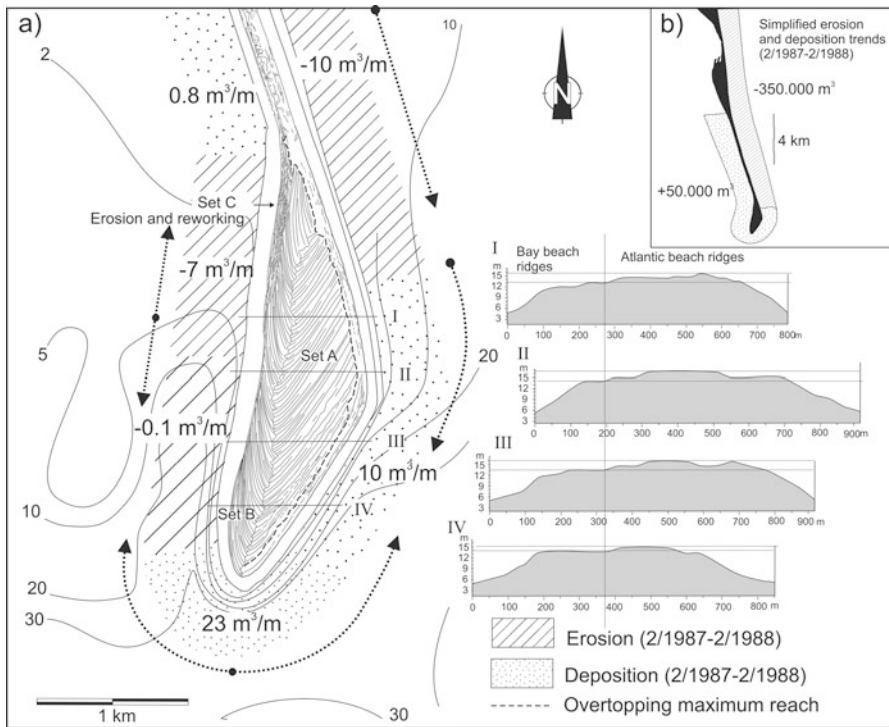 a)
2
10
-10 m³/m
0.8 m³/m
N
b)
Simplified erosion
and deposition trends
(2/1987-2/1988)
-350.000 m³
4 km
+50.000 m³
Set C
Erosion and reworking
-7 m³/m
5
Set A
I
II
20
-0.1 m³/m
III
10 m³/m
10
Set B
IV
20
30
23 m³/m
30
1 km
I
Bay beach
ridges
Atlantic beach ridges
m
15
12
9
6
3
0 100 200 300 400 500 600 700 800m
II
m
15
12
9
6
3
0 100 200 300 400 500 600 700 800 900m
III
m
15
12
9
6
3
0 100 200 300 400 500 600 700 800 900 m
IV
m
15
12
9
6
3
0 100 200 300 400 500 600 700 800 m
Erosion (2/1987-2/1988)
Deposition (2/1987-2/1988)
Overtopping maximum reach